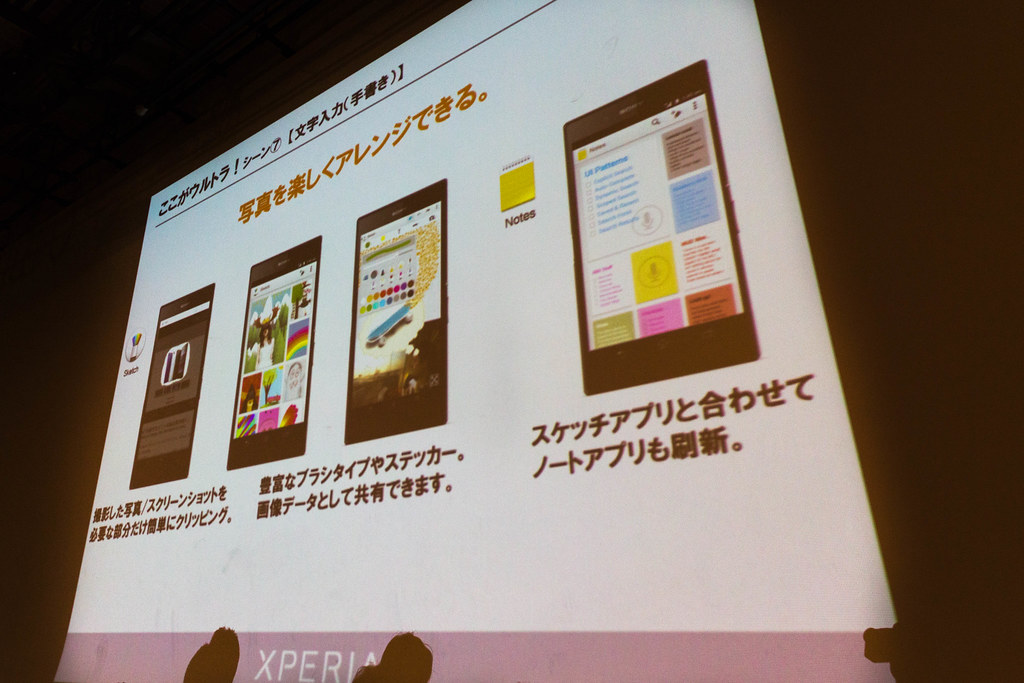 ここがウルトラ！シーン⑦【文字入力(手書き)】
写真を楽しくアレンジできる。
Sketch
Notes
Notes
UI Patterns
撮影した写真/スクリーンショットを
必要な部分だけ簡単にクリッピング。
豊富なブラシタイプやステッカー。
画像データとして共有できます。
スケッチアプリと合わせて
ノートアプリも刷新。
XPERIA